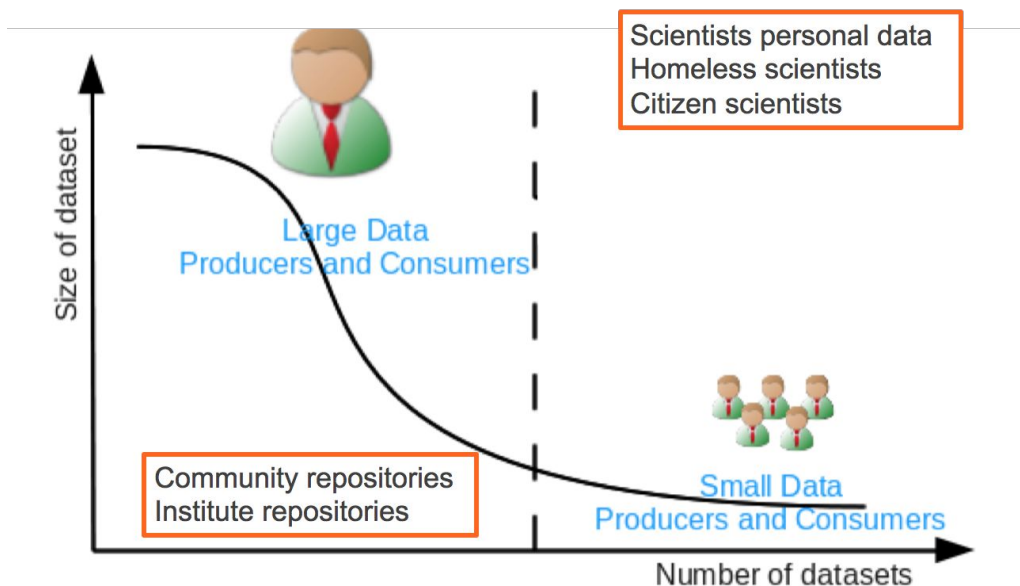 Scientists personal data
Homeless scientists
Citizen scientists
Size of dataset
Large Data
Producers and Consumers
Community repositories
Institute repositories
Small Data
Producers and Consumers
Number of datasets